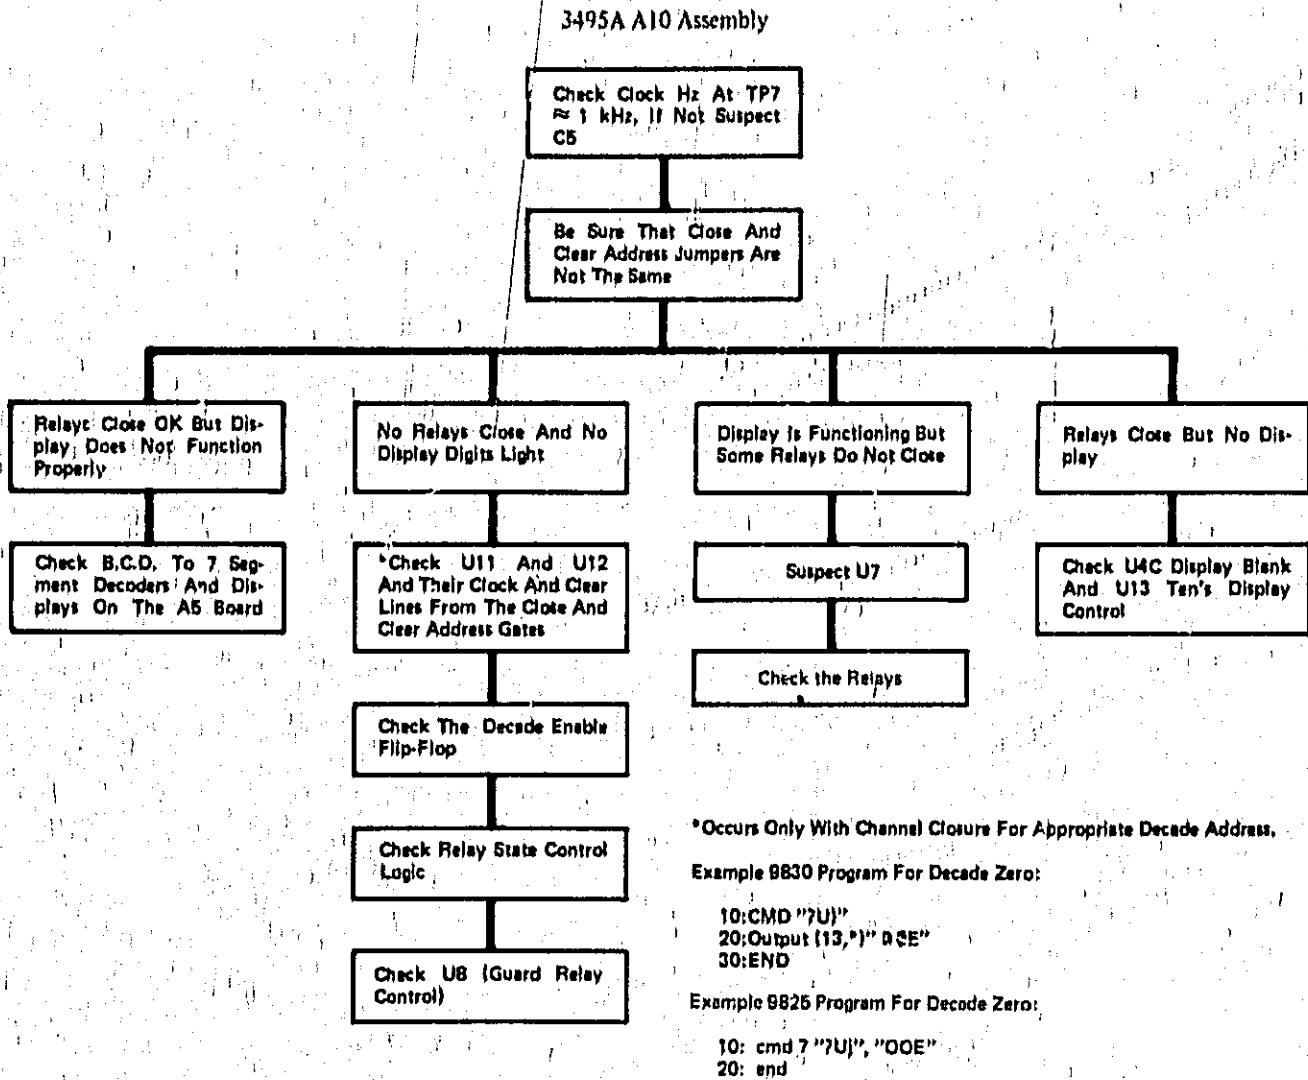 3495A A10 Assembly
Check Clock Hz At TP7
≈ 1 kHz, If Not Suspect
C5
Be Sure That Close And
Clear Address Jumpers Are
Not The Same
Relays Close OK But Dis-
play Does Not Function
Properly
Check B.C.D. To 7 Seg-
ment Decoders And Dis-
plays On The A5 Board
No Relays Close And No
Display Digits Light
*Check U11 And U12
And Their Clock And Clear
Lines From The Close And
Clear Address Gates
Check The Decade Enable
Flip-Flop
Check Relay State Control
Logic
Check U8 (Guard Relay
Control)
Display Is Functioning But
Some Relays Do Not Close
Suspect U7
Check the Relays
Relays Close But No Dis-
play
Check U4C Display Blank
And U13 Ten's Display
Control
*Occurs Only With Channel Closure For Appropriate Decade Address.
Example 9830 Program For Decode Zero:
10:CMD "?U)"
20:Output (13,*)"
30:END
Example 9825 Program For Decode Zero:
10: cmd 7 "?U)", "OOE"
20: end